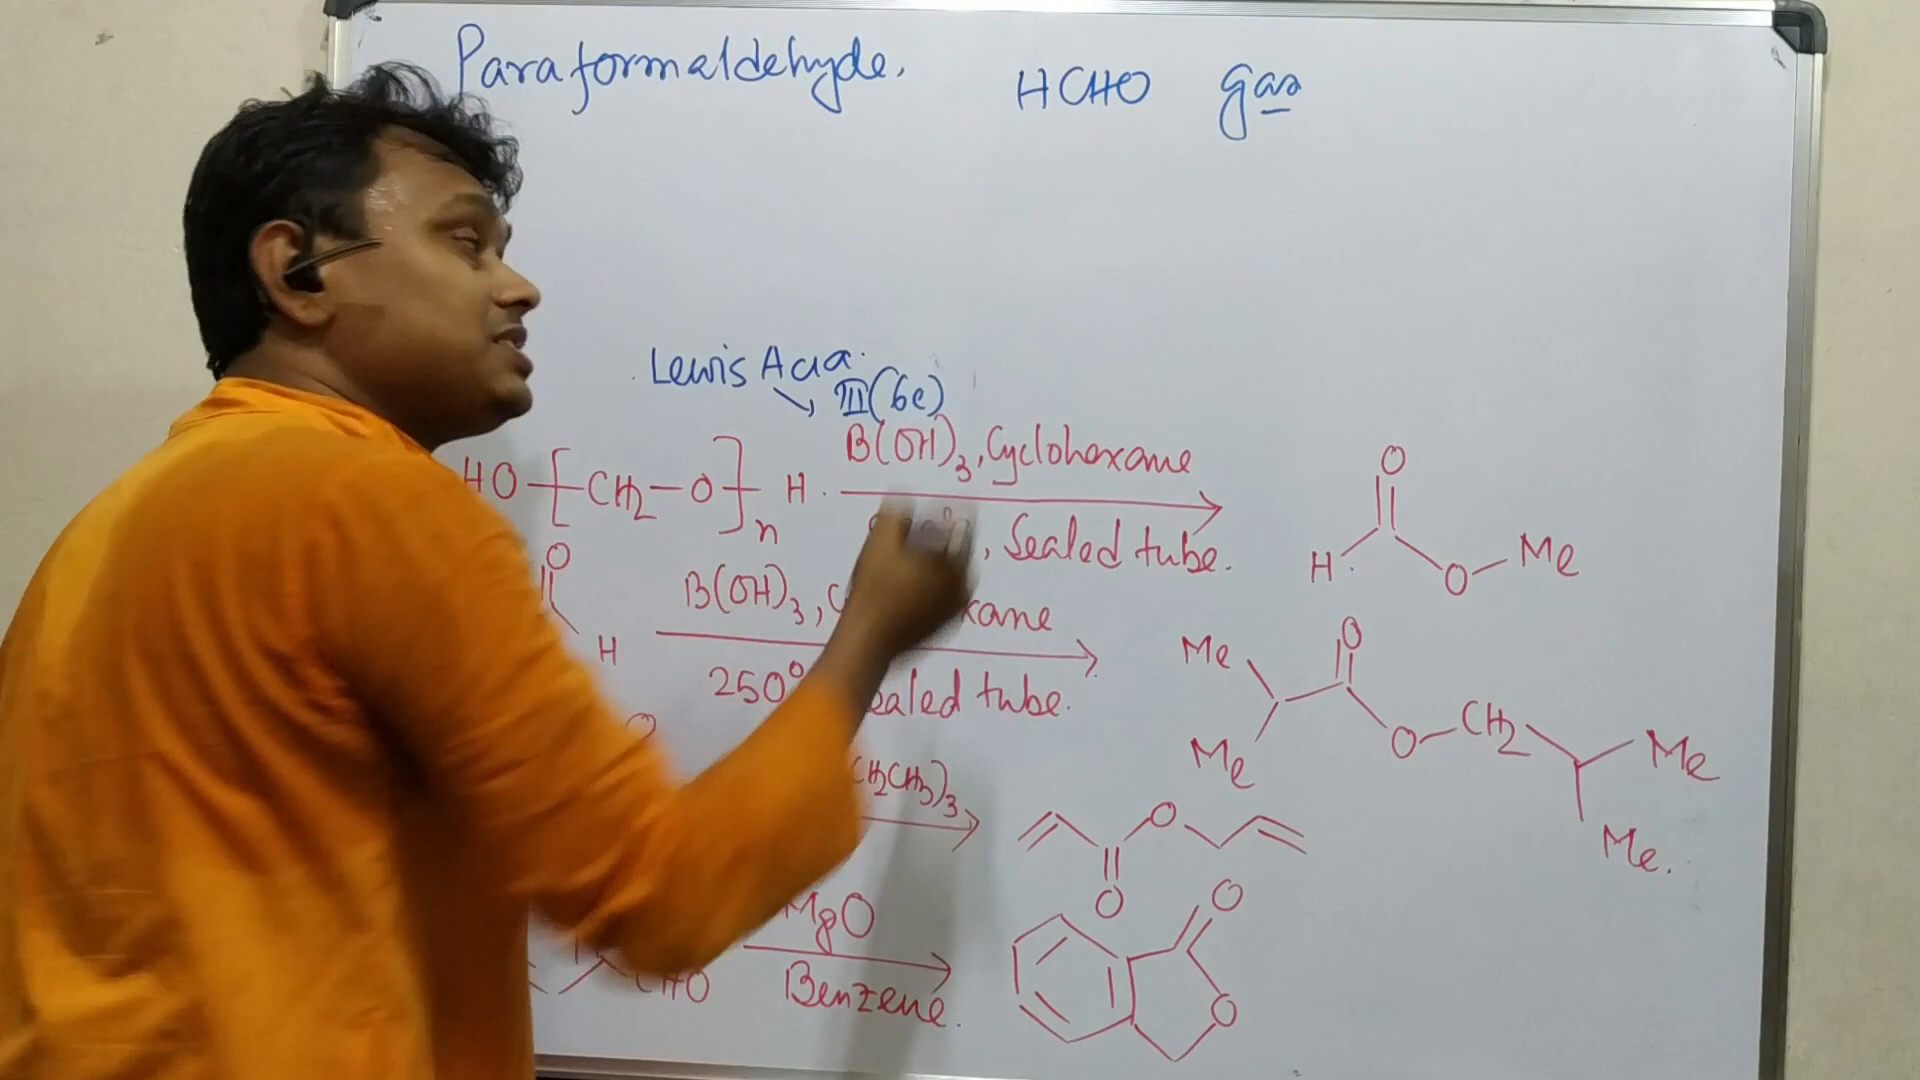 Paraformaldehyde. HCHO gas
Lewis Acid.
III (6e)
HO-[CH2-O]n-H. B(OH)3, Cyclohexane
, Sealed tube.
O
H
O
Me
O
H
B(OH)3, C xane
250° ealed tube.
Me
Me
O
O
CH2
Me
Me.
O
CH2CH3)3
O
O
CHO
MgO
Benzene.
O
O